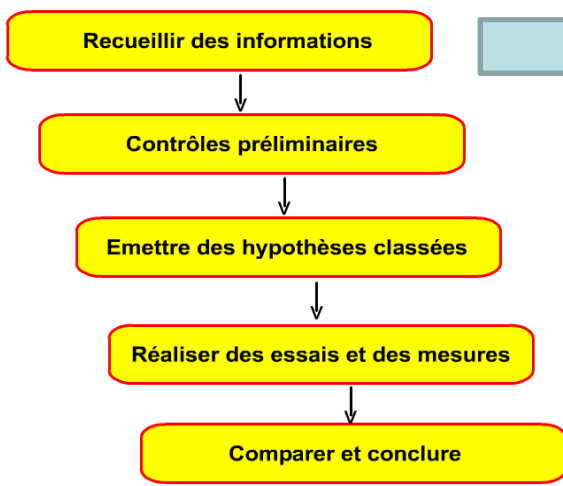 Recueillir des informations
Contrôles préliminaires
Emettre des hypothèses classées
Réaliser des essais et des mesures
Comparer et conclure